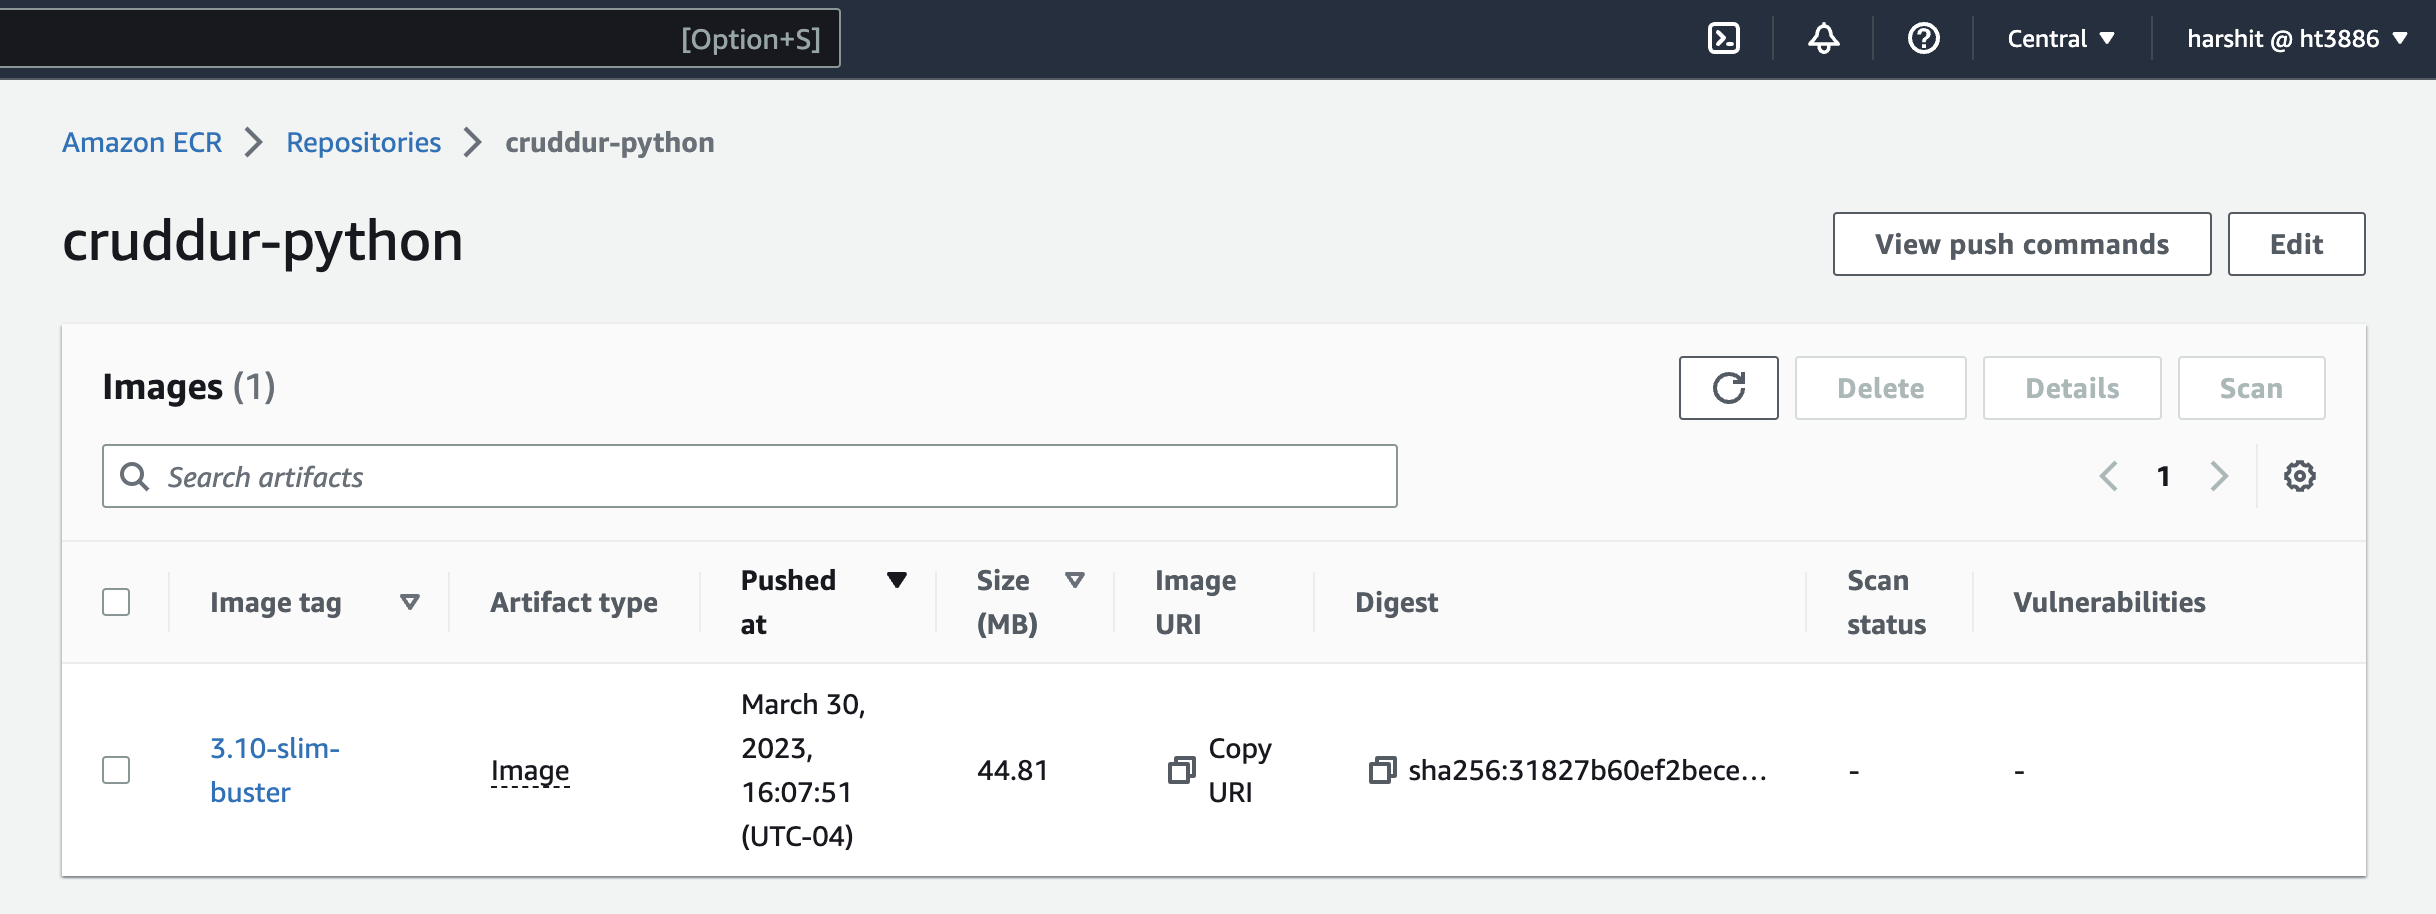 [Option+S]
Central
harshit @ ht3886
Amazon ECR
Repositories
cruddur-python
cruddur-python
View push commands
Edit
Images (1)
Delete
Details
Scan
Search artifacts
1
Image tag
Artifact type
Pushed
at
Size
(MB)
Image
URI
Digest
Scan
status
Vulnerabilities
3.10-slim-
buster
Image
March 30,
2023,
16:07:51
(UTC-04)
44.81
Copy
URI
sha256:31827b60ef2bece...
-
-